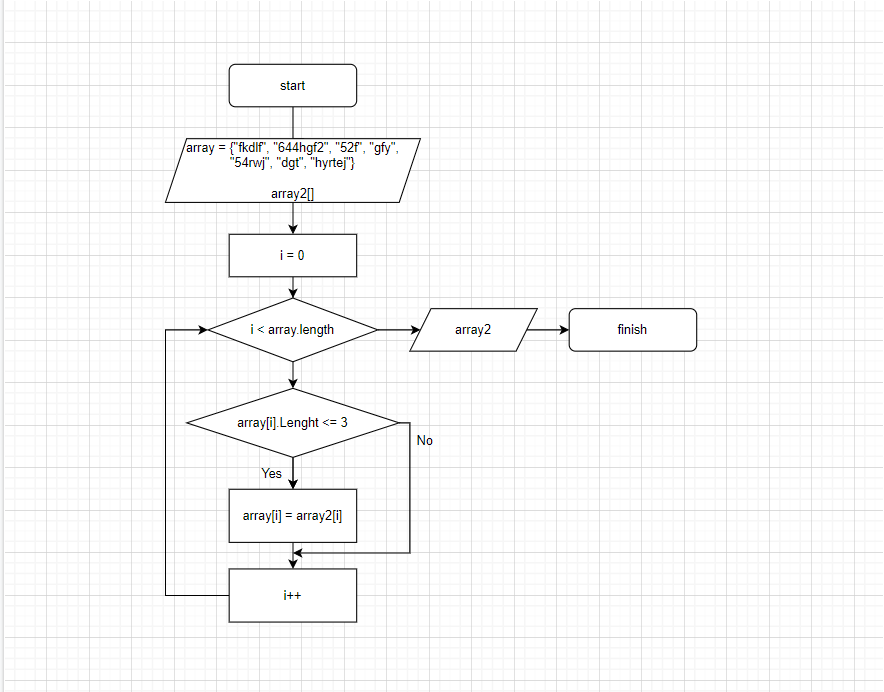 start
array = {"fkdlf", "644hgf2", "52f", "gfy",
"54rwj", "dgt", "hyrtej"}
array2[]
i = 0
i < array.length
array2
finish
array[i].Lenght <= 3
No
Yes
array[i] = array2[i]
i++